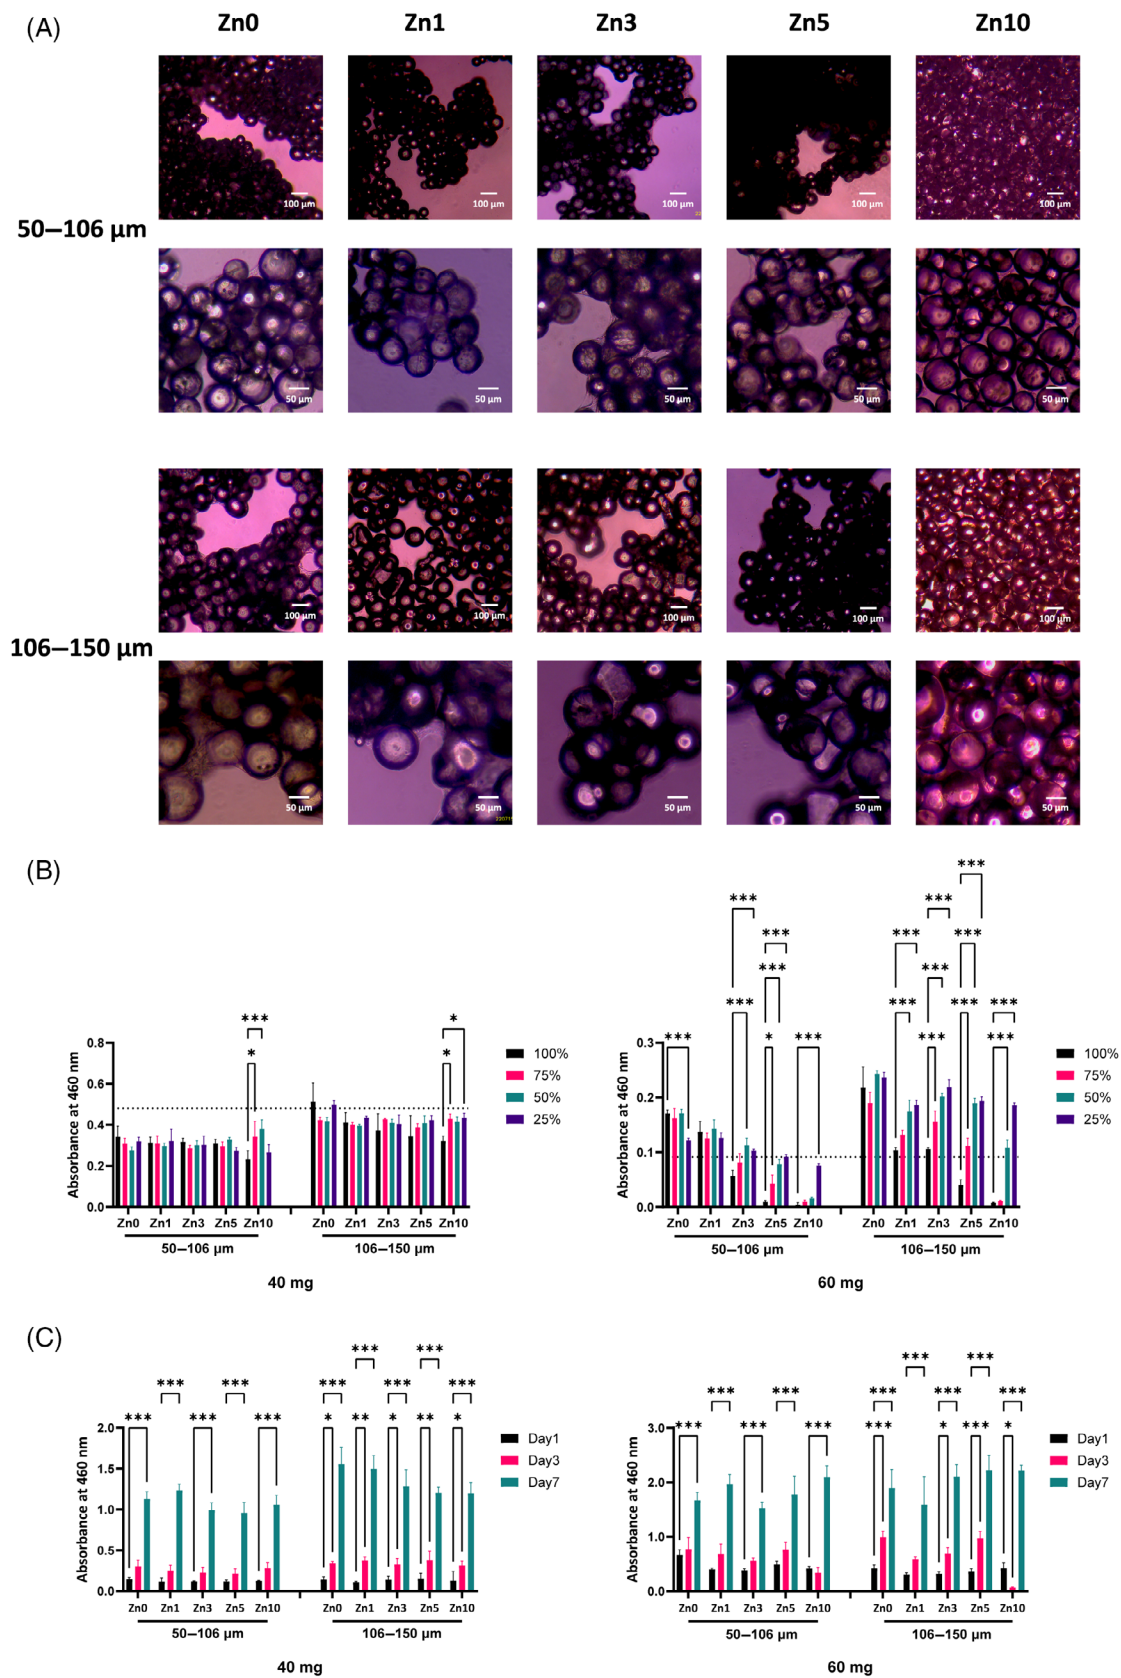 (A)
Zn0 Zn1 Zn3 Zn5 Zn10
100 μm 100 μm 100 μm 100 μm 100 μm
50–106 μm
50 μm 50 μm 50 μm 50 μm 50 μm
100 μm 100 μm 100 μm 100 μm 100 μm
106–150 μm
50 μm 50 μm 50 μm 50 μm 50 μm
(B)
Absorbance at 460 nm
0.8
0.6
0.4
0.2
0.0
*** * * *
100%
75%
50%
25%
Zn0 Zn1 Zn3 Zn5 Zn10 Zn0 Zn1 Zn3 Zn5 Zn10
50–106 μm 106–150 μm
40 mg
Absorbance at 460 nm
0.3
0.2
0.1
0.0
***
*** ***
*** *** ***
*** ***
*** *** *** ***
*** * *** *** ***
100%
75%
50%
25%
Zn0 Zn1 Zn3 Zn5 Zn10 Zn0 Zn1 Zn3 Zn5 Zn10
50–106 μm 106–150 μm
60 mg
(C)
Absorbance at 460 nm
2.0
1.5
1.0
0.5
0.0
*** ***
*** *** *** *** ***
*** *** *** * ** * ** *
Day1
Day3
Day7
Zn0 Zn1 Zn3 Zn5 Zn10 Zn0 Zn1 Zn3 Zn5 Zn10
50–106 μm 106–150 μm
40 mg
Absorbance at 460 nm
3.0
2.0
1.0
0.0
*** ***
*** *** *** *** ***
*** *** *** *** * *** *
Day1
Day3
Day7
Zn0 Zn1 Zn3 Zn5 Zn10 Zn0 Zn1 Zn3 Zn5 Zn10
50–106 μm 106–150 μm
60 mg